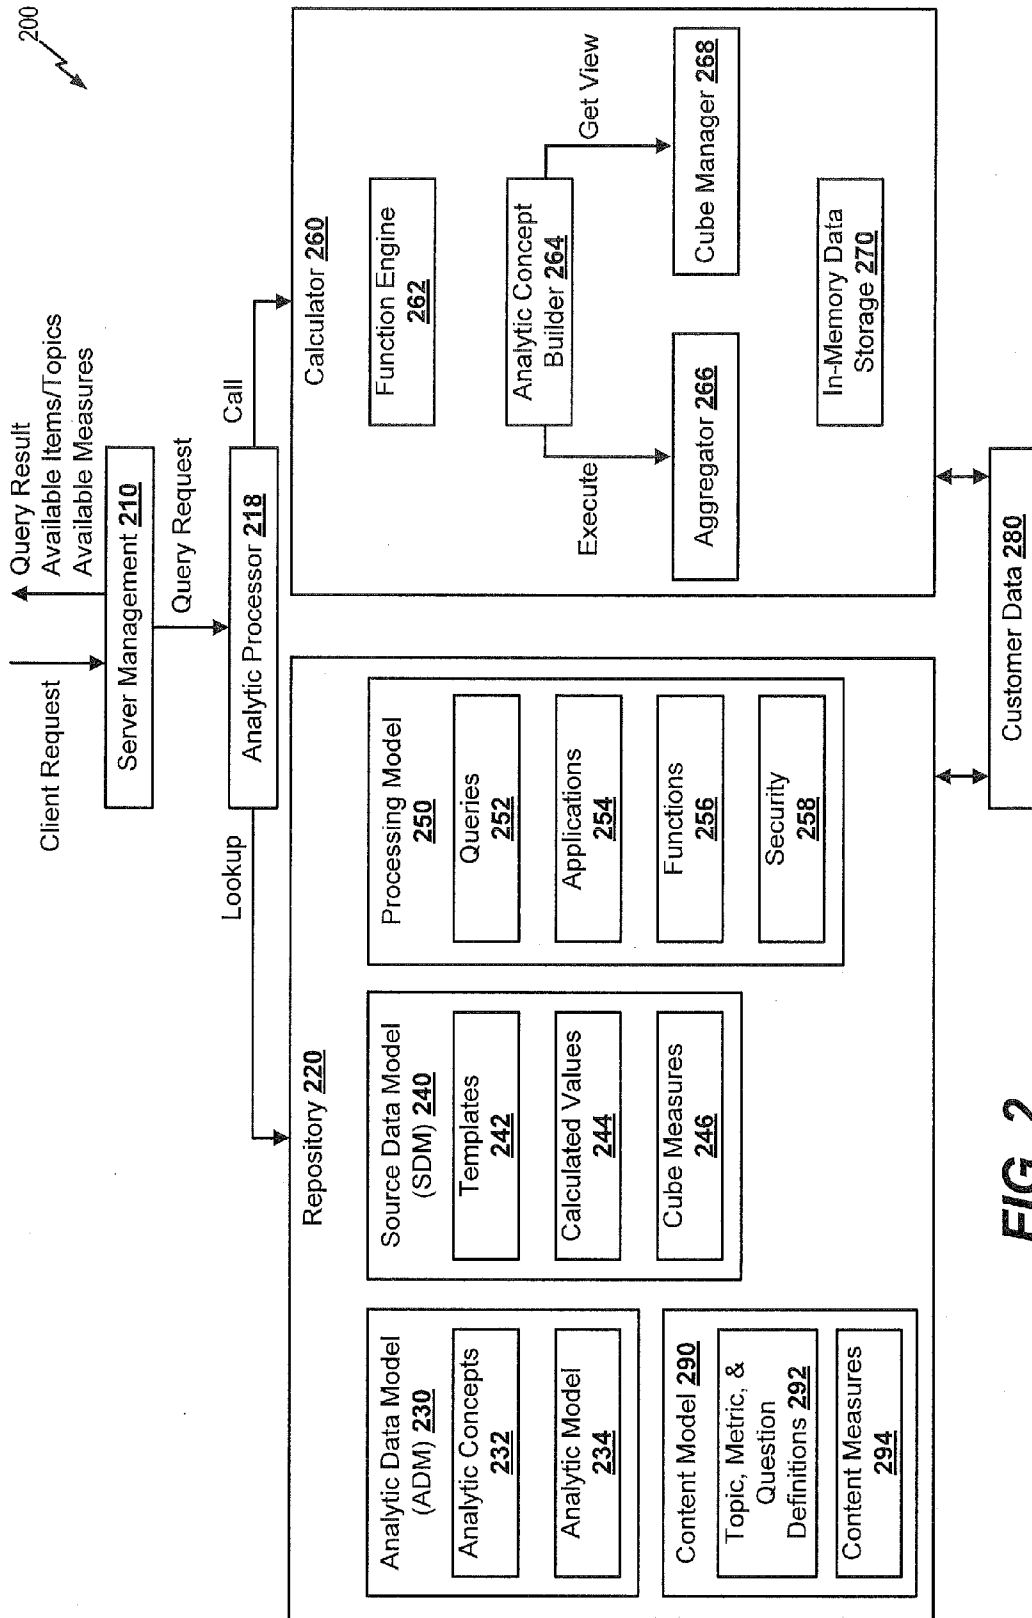 200
Client Request
Query Result
Available Items/Topics
Available Measures
Server Management 210
Query Request
Analytic Processor 218
Lookup
Call
Repository 220
Analytic Data Model
(ADM) 230
Analytic Concepts
232
Analytic Model
234
Content Model 290
Topic, Metric, &
Question
Definitions 292
Content Measures
294
Source Data Model
(SDM) 240
Templates
242
Calculated Values
244
Cube Measures
246
Processing Model
250
Queries
252
Applications
254
Functions
256
Security
258
Calculator 260
Function Engine
262
Analytic Concept
Builder 264
Execute
Get View
Aggregator 266
Cube Manager 268
In-Memory Data
Storage 270
Customer Data 280
FIG. 2